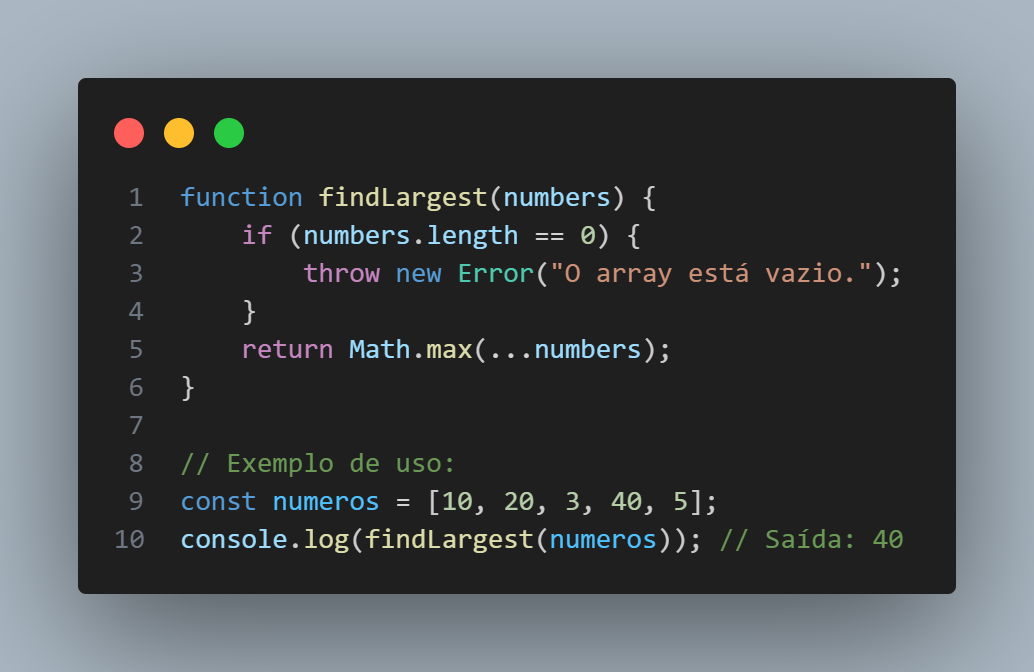 1 function findLargest(numbers) {
2     if (numbers.length == 0) {
3         throw new Error("O array está vazio.");
4     }
5     return Math.max(...numbers);
6 }
7
8 // Exemplo de uso:
9 const numeros = [10, 20, 3, 40, 5];
10 console.log(findLargest(numeros)); // Saída: 40